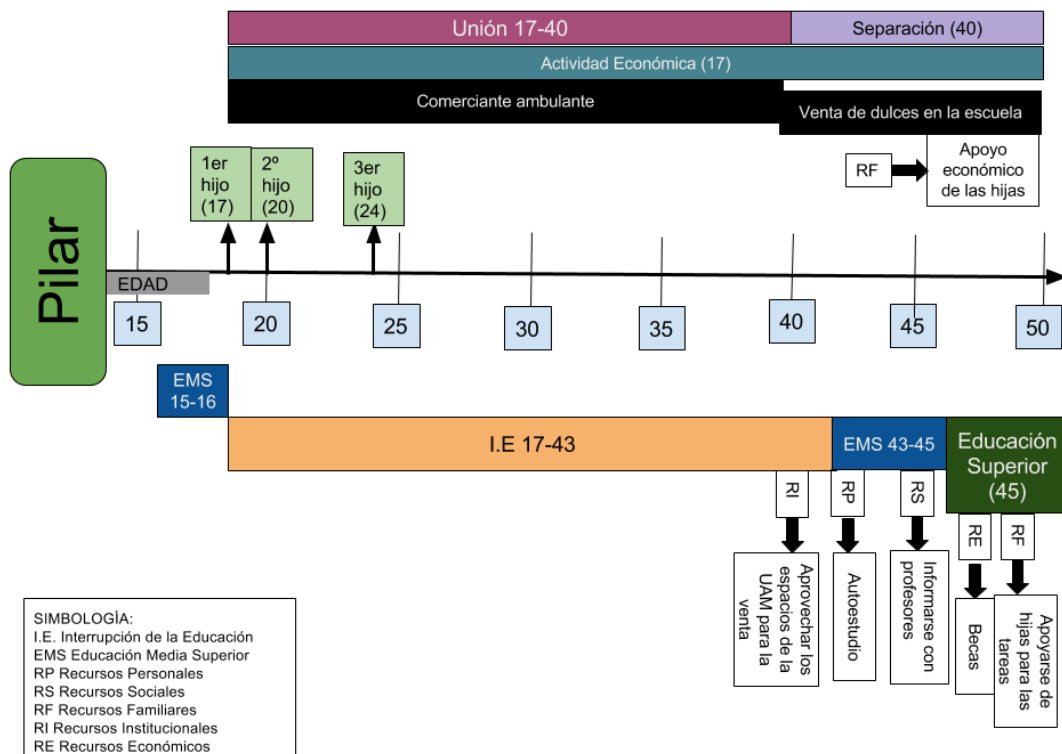 Unión 17-40
Separación (40)
Actividad Económica (17)
Comerciante ambulante
Venta de dulces en la escuela
RF
Apoyo
económico
de las hijas
1er
hijo
(17)
2º
hijo
(20)
3er
hijo
(24)
Pilar
EDAD
15
20
25
30
35
40
45
50
EMS
15-16
I.E 17-43
EMS 43-45
Educación
Superior
(45)
RI
RP
RS
RE
RF
Aprovechar los
espacios de la
UAM para la
venta
Autoestudio
Informarse con
profesores
Becas
Apoyarse de
hijas para las
tareas
SIMBOLOGÍA:
I.E. Interrupción de la Educación
EMS Educación Media Superior
RP Recursos Personales
RS Recursos Sociales
RF Recursos Familiares
RI Recursos Institucionales
RE Recursos Económicos